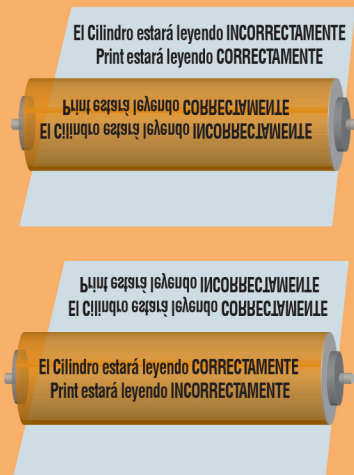 El Cilindro estará leyendo INCORRECTAMENTE
Print estará leyendo CORRECTAMENTE
Print estará leyendo CORRECTAMENTE
El Cilindro estará leyendo INCORRECTAMENTE
Print estará leyendo INCORRECTAMENTE
El Cilindro estará leyendo CORRECTAMENTE
El Cilindro estará leyendo CORRECTAMENTE
Print estará leyendo INCORRECTAMENTE